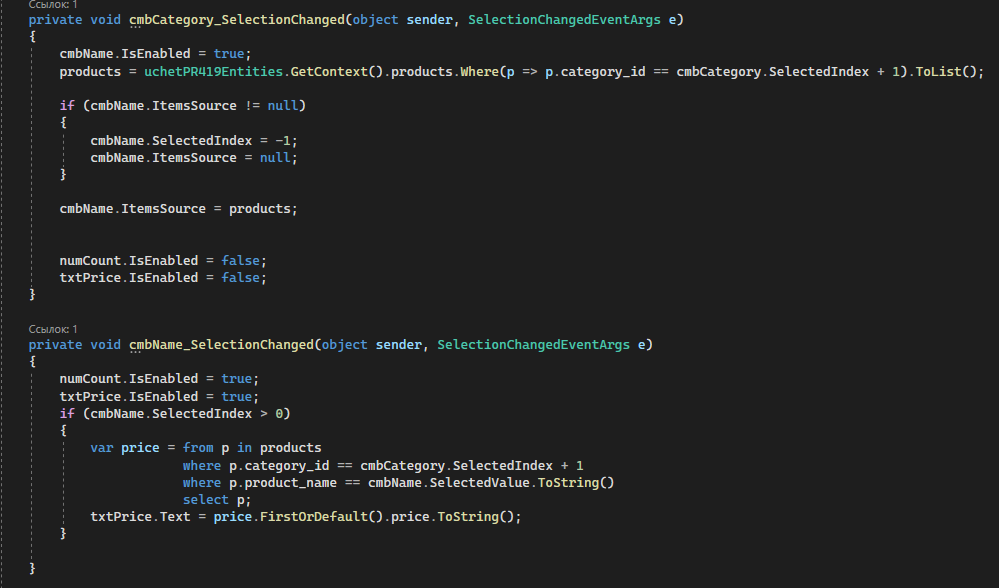 Ссылок: 1
private void cmbCategory_SelectionChanged(object sender, SelectionChangedEventArgs e)
{
cmbName.IsEnabled = true;
products = uchetPR419Entities.GetContext().products.Where(p => p.category_id == cmbCategory.SelectedIndex + 1).ToList();
if (cmbName.ItemsSource != null)
{
cmbName.SelectedIndex = -1;
cmbName.ItemsSource = null;
}
cmbName.ItemsSource = products;
numCount.IsEnabled = false;
txtPrice.IsEnabled = false;
}
Ссылок: 1
private void cmbName_SelectionChanged(object sender, SelectionChangedEventArgs e)
{
numCount.IsEnabled = true;
txtPrice.IsEnabled = true;
if (cmbName.SelectedIndex > 0)
{
var price = from p in products
where p.category_id == cmbCategory.SelectedIndex + 1
where p.product_name == cmbName.SelectedValue.ToString()
select p;
txtPrice.Text = price.FirstOrDefault().price.ToString();
}
}